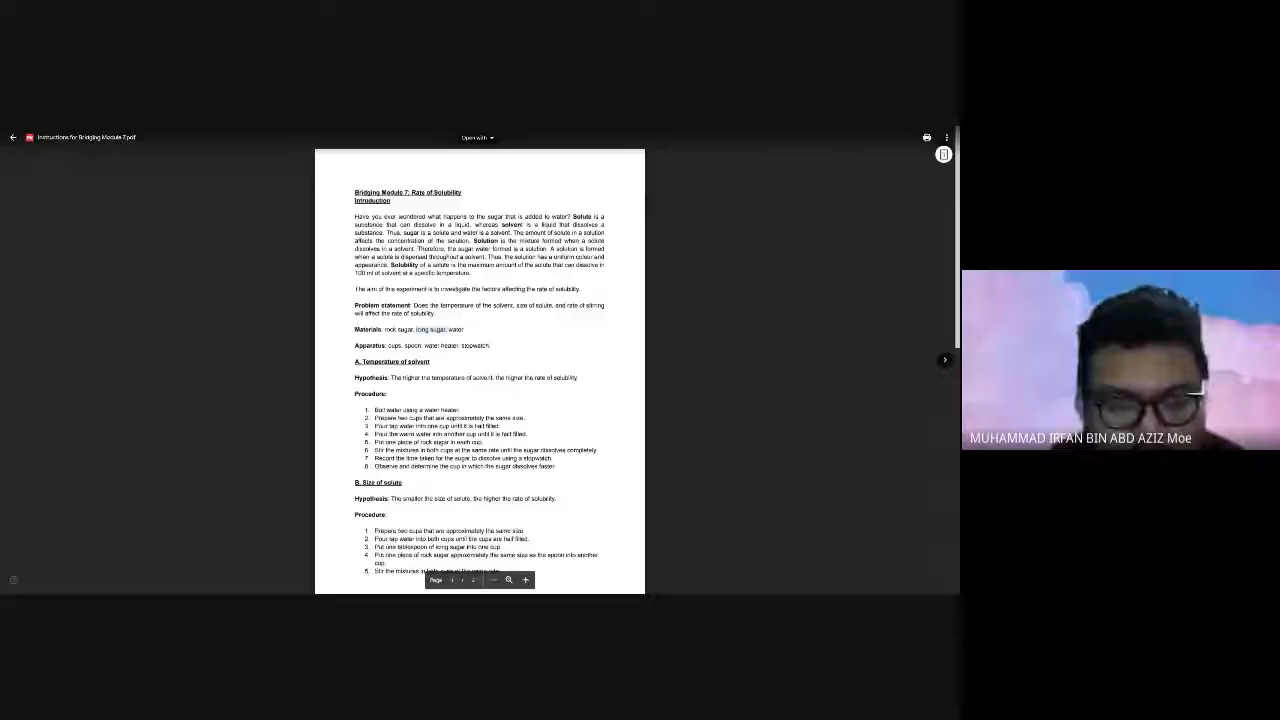 Instructions for Bridging Module 7.pdf
Open with
Bridging Module 7: Rate of Solubility
Introduction
Have you ever wondered what happens to the sugar that is added to water? Solute is a
substance that can dissolve in a liquid, whereas solvent is a liquid that dissolves a
substance. Thus, sugar is a solute and water is a solvent. The amount of solute in a solution
affects the concentration of the solution. Solution is the mixture formed when a solute
dissolves in a solvent. Therefore, the sugar water formed is a solution. A solution is formed
when a solute is dispersed throughout a solvent. Thus, the solution has a uniform colour and
appearance. Solubility of a solute is the maximum amount of the solute that can dissolve in
100 ml of solvent at a specific temperature.
The aim of this experiment is to investigate the factors affecting the rate of solubility.
Problem statement: Does the temperature of the solvent, size of solute, and rate of stirring
will affect the rate of solubility.
Materials: rock sugar, icing sugar, water
Apparatus: cups, spoon, water heater, stopwatch.
A. Temperature of solvent
Hypothesis: The higher the temperature of solvent, the higher the rate of solubility.
Procedure:
1. Boil water using a water heater.
2. Prepare two cups that are approximately the same size.
3. Pour tap water into one cup until it is half filled.
4. Pour the warm water into another cup until it is half filled.
5. Put one piece of rock sugar in each cup.
6. Stir the mixtures in both cups at the same rate until the sugar dissolves completely.
7. Record the time taken for the sugar to dissolve using a stopwatch.
8. Observe and determine the cup in which the sugar dissolves faster.
B. Size of solute
Hypothesis: The smaller the size of solute, the higher the rate of solubility.
Procedure:
1. Prepare two cups that are approximately the same size.
2. Pour tap water into both cups until the cups are half filled.
3. Put one tablespoon of icing sugar into one cup.
4. Put one piece of rock sugar approximately the same size as the spoon into another
cup.
5. Stir the mixtures in
Page 1 / 2
MUHAMMAD IRFAN BIN ABD AZIZ Moe